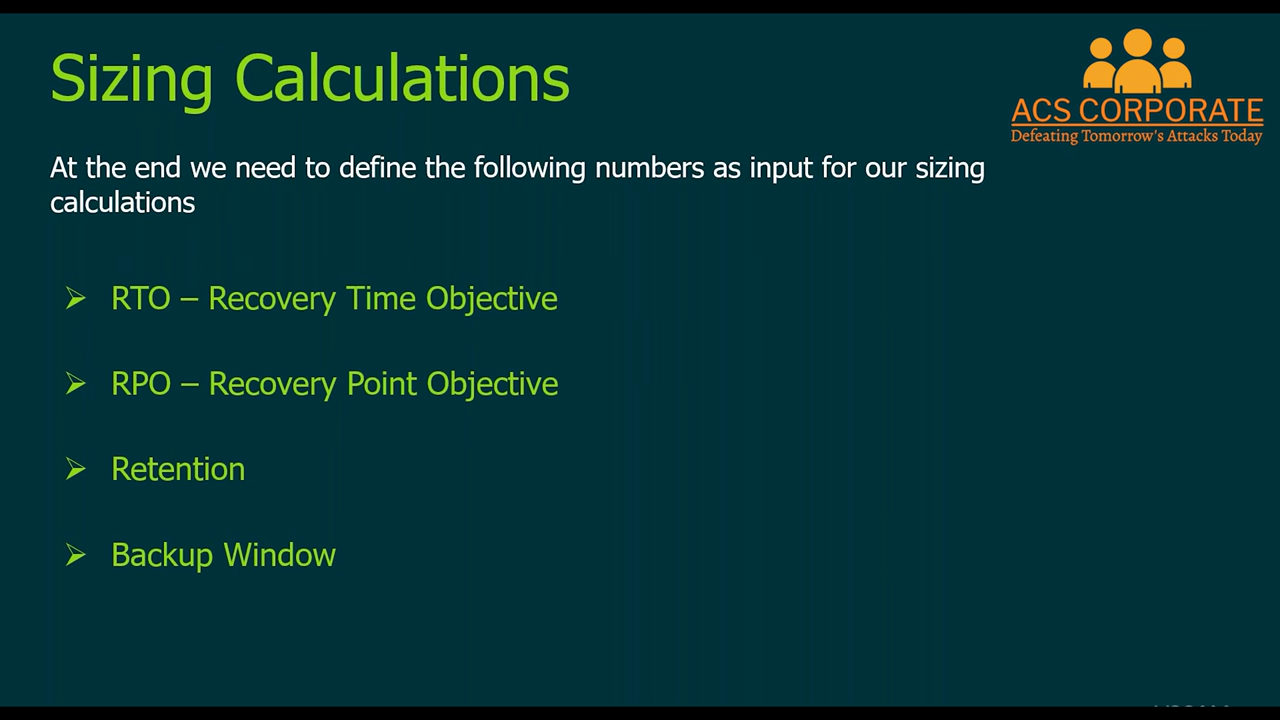 Sizing Calculations
ACS CORPORATE
Defeating Tomorrow's Attacks Today
At the end we need to define the following numbers as input for our sizing
calculations
RTO – Recovery Time Objective
RPO – Recovery Point Objective
Retention
Backup Window